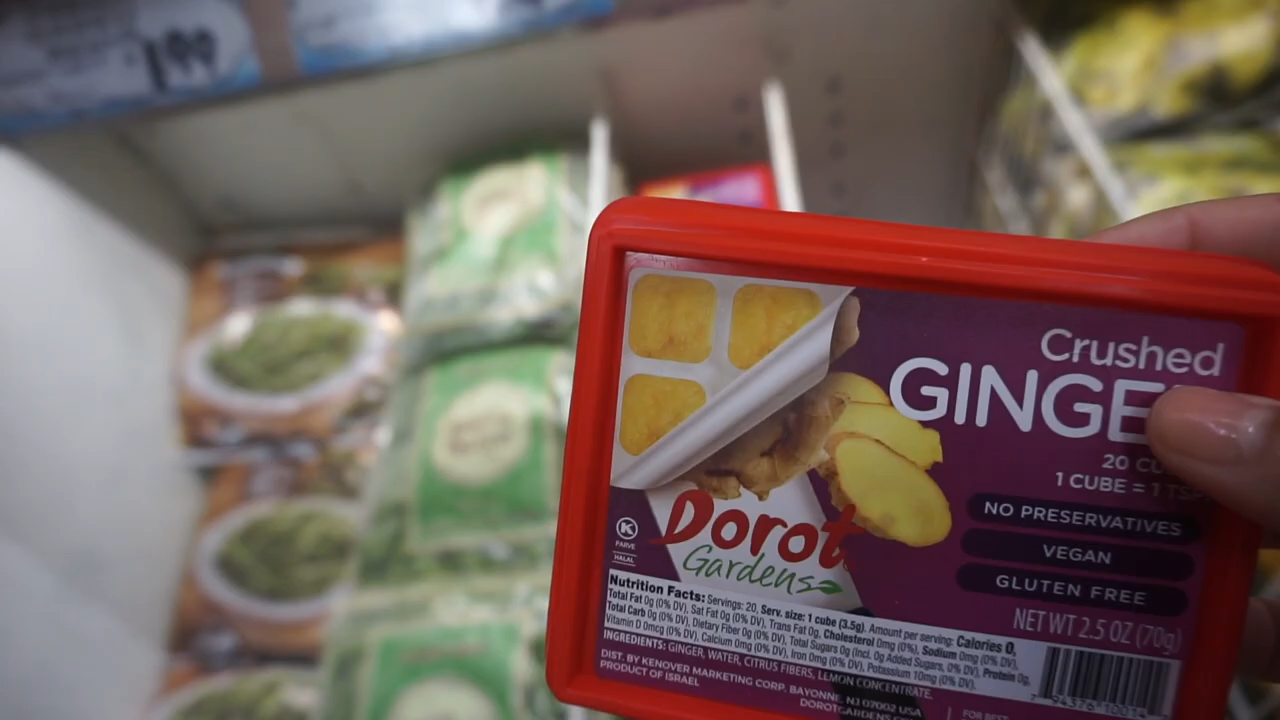 1.99
Crushed
GINGE
20 CU
1 CUBE = 1 TSP
NO PRESERVATIVES
VEGAN
GLUTEN FREE
NET WT 2.5 OZ (70g)
Dorot
Gardens
K
PARVE
HALAL
Nutrition Facts: Servings: 20, Serv. size: 1 cube (3.5g). Amount per serving: Calories 0,
Total Fat 0g (0% DV), Sat Fat 0g (0% DV), Trans Fat 0g, Cholesterol 0mg (0%), Sodium 0mg (0% DV),
Total Carb 0g (0% DV), Dietary Fiber 0g (0% DV), Total Sugars 0g (Incl. 0g Added Sugars, 0% DV), Protein 0g,
Vitamin D 0mcg (0% DV), Calcium 0mg (0% DV), Iron 0mg (0% DV), Potassium 10mg (0% DV).
INGREDIENTS: GINGER, WATER, CITRUS FIBERS, LEMON CONCENTRATE.
DIST. BY KENOVER MARKETING CORP. BAYONNE, NJ 07002 USA
PRODUCT OF ISRAEL
FOR BEST